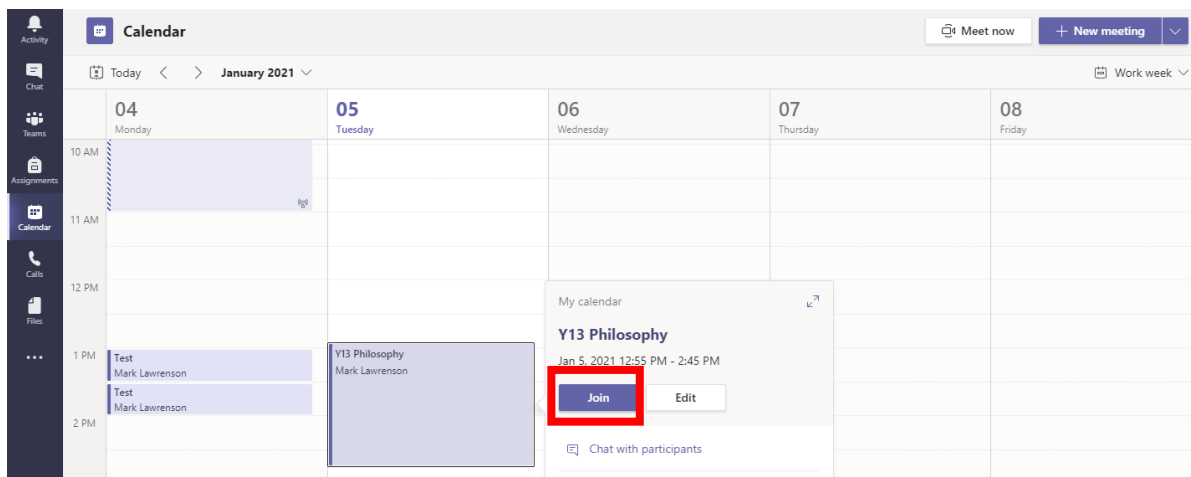 Activity
Chat
Teams
Assignments
Calendar
Calls
Files
Calendar
Meet now
New meeting
Today
January 2021
Work week
04
Monday
05
Tuesday
06
Wednesday
07
Thursday
08
Friday
10 AM
11 AM
12 PM
1 PM
2 PM
Test
Mark Lawrenson
Test
Mark Lawrenson
Y13 Philosophy
Mark Lawrenson
My calendar
Y13 Philosophy
Jan 5, 2021 12:55 PM - 2:45 PM
Join
Edit
Chat with participants